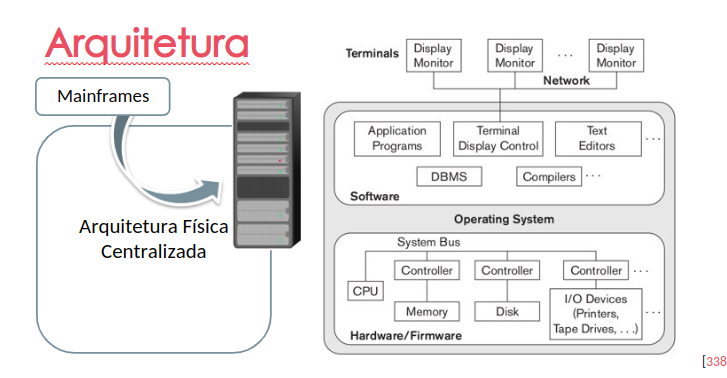 Arquitetura
Mainframes
Arquitetura Física
Centralizada
Terminals
Display
Monitor
Display
Monitor
. . .
Display
Monitor
Network
Application
Programs
Terminal
Display Control
Text
Editors
. . .
DBMS
Compilers
. . .
Software
Operating System
System Bus
Controller
Controller
Controller
. . .
CPU
Memory
Disk
I/O Devices
(Printers,
Tape Drives, . . .)
. . .
Hardware/Firmware
[338